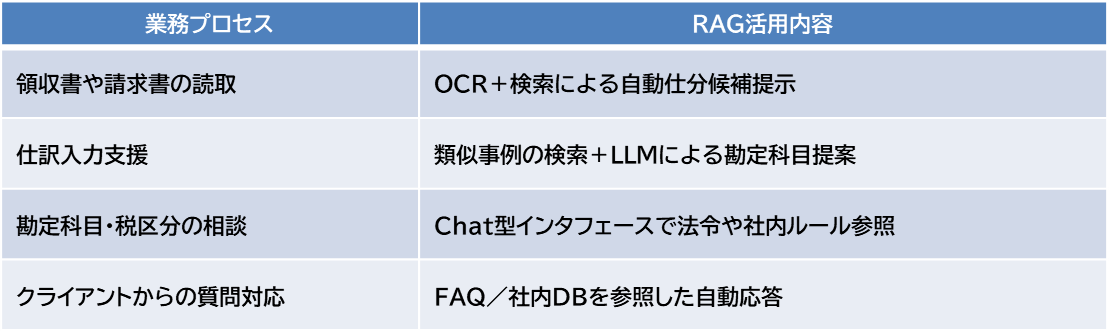 業務プロセス RAG活用内容
領収書や請求書の読取 OCR＋検索による自動仕分候補提示
仕訳入力支援 類似事例の検索＋LLMによる勘定科目提案
勘定科目・税区分の相談 Chat型インタフェースで法令や社内ルール参照
クライアントからの質問対応 FAQ／社内DBを参照した自動応答